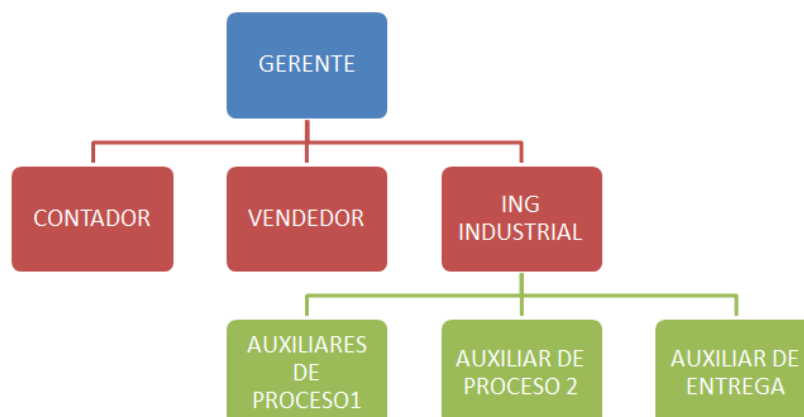 GERENTE
CONTADOR
VENDEDOR
ING
INDUSTRIAL
AUXILIARES
DE
PROCESO1
AUXILIAR DE
PROCESO 2
AUXILIAR DE
ENTREGA